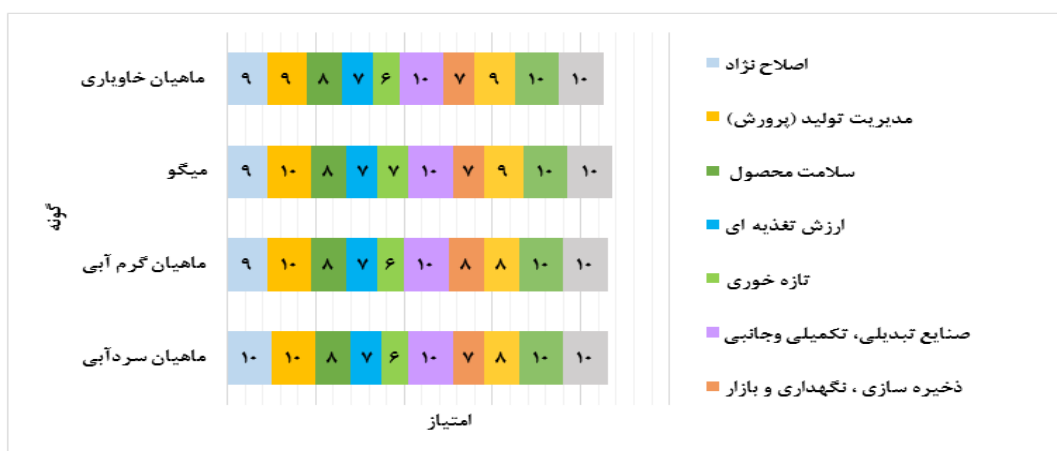 ماهیان خاویاری
۹ ۹ ۸ ۷ ۶ ۱۰ ۷ ۹ ۱۰ ۱۰
میگو
۹ ۱۰ ۸ ۷ ۷ ۱۰ ۷ ۹ ۱۰ ۱۰
ماهیان گرم آبی
۹ ۱۰ ۸ ۷ ۶ ۱۰ ۸ ۸ ۱۰ ۱۰
ماهیان سردآبی
۱۰ ۱۰ ۸ ۷ ۶ ۱۰ ۷ ۸ ۱۰ ۱۰
گونه
امتیاز
اصلاح نژاد
مدیریت تولید (پرورش)
سلامت محصول
ارزش تغذیه ای
تازه خوری
صنایع تبدیلی، تکمیلی وجانبی
ذخیره سازی ، نگهداری و بازار